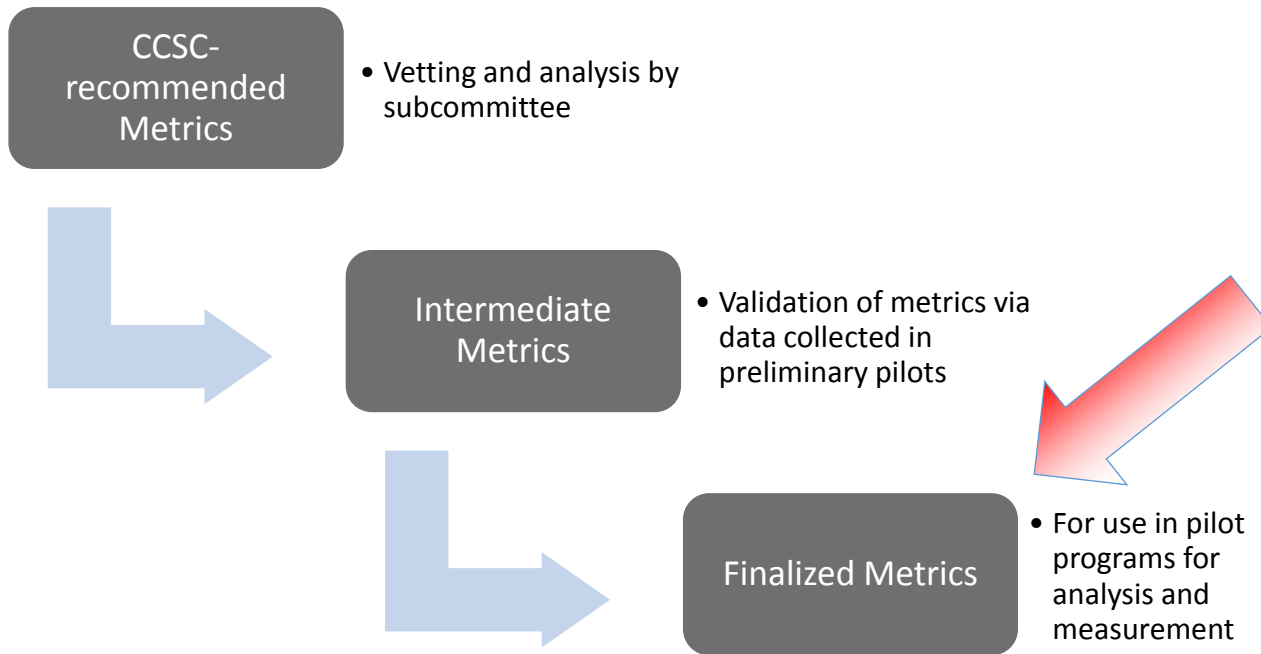 CCSC-
recommended
Metrics
• Vetting and analysis by
subcommittee
Intermediate
Metrics
• Validation of metrics via
data collected in
preliminary pilots
Finalized Metrics
• For use in pilot
programs for
analysis and
measurement